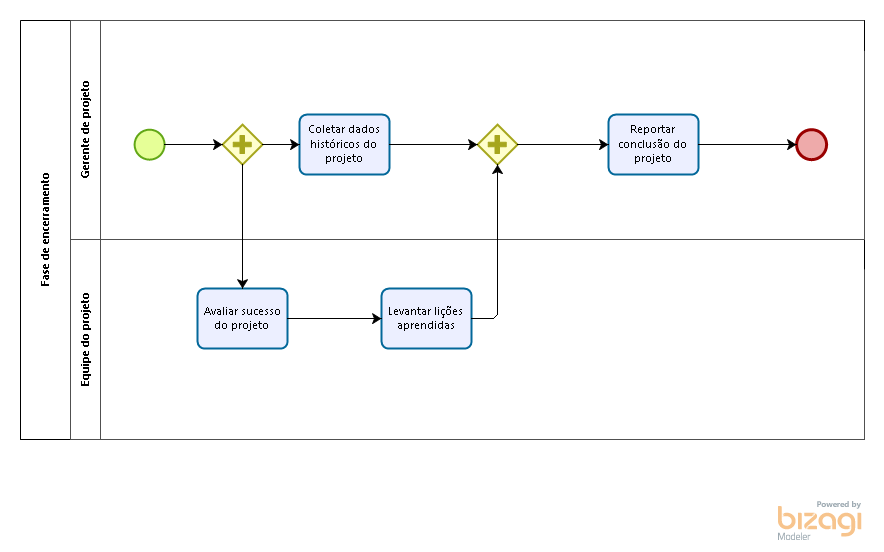 Fase de encerramento
Gerente de projeto
Coletar dados
históricos do
projeto
Reportar
conclusão do
projeto
Equipe do projeto
Avaliar sucesso
do projeto
Levantar lições
aprendidas
Powered by
bizagi
Modeler